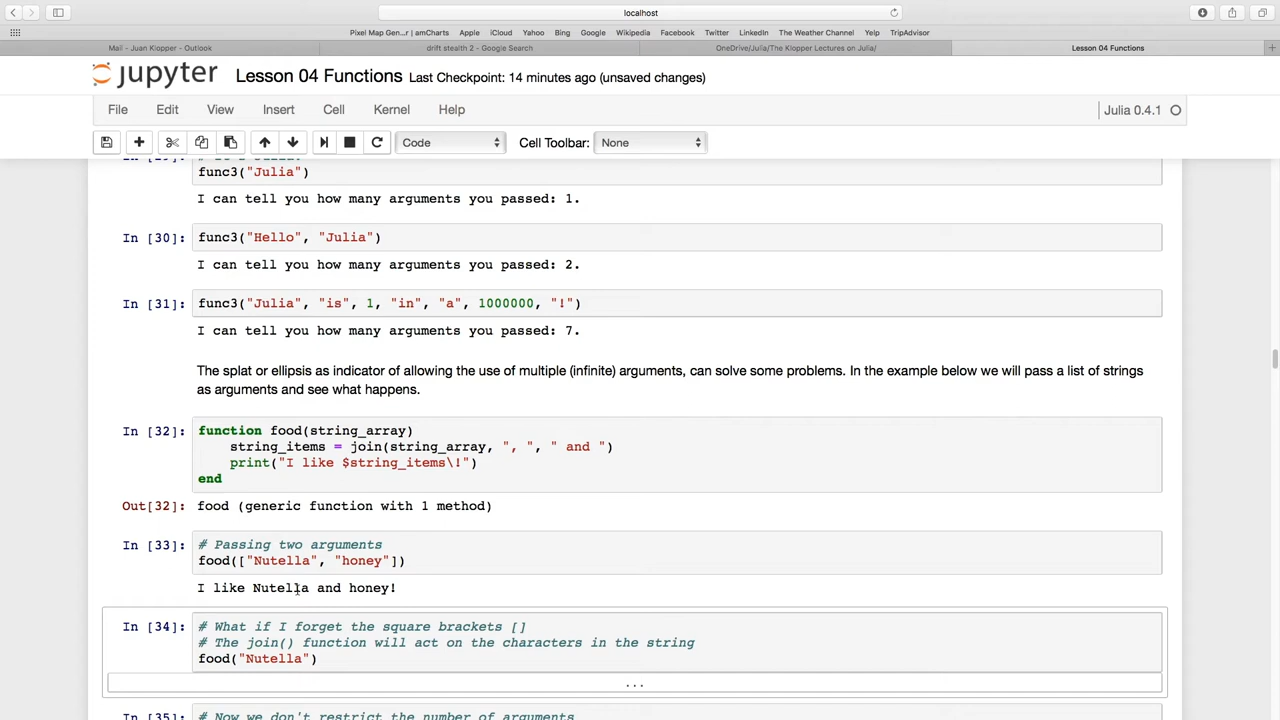 localhost
Pixel Map Gen...r | amCharts Apple iCloud Yahoo Bing Google Wikipedia Facebook Twitter LinkedIn The Weather Channel Yelp TripAdvisor
Mail - Juan Klopper - Outlook
drift stealth 2 - Google Search
OneDrive/Julia/The Klopper Lectures on Julia/
Lesson 04 Functions
jupyter Lesson 04 Functions Last Checkpoint: 14 minutes ago (unsaved changes)
File Edit View Insert Cell Kernel Help
Julia 0.4.1
Code
Cell Toolbar: None
func3("Julia")
I can tell you how many arguments you passed: 1.
In [30]: func3("Hello", "Julia")
I can tell you how many arguments you passed: 2.
In [31]: func3("Julia", "is", 1, "in", "a", 1000000, "!")
I can tell you how many arguments you passed: 7.
The splat or ellipsis as indicator of allowing the use of multiple (infinite) arguments, can solve some problems. In the example below we will pass a list of strings
as arguments and see what happens.
In [32]: function food(string_array)
string_items = join(string_array, ", ", " and ")
print("I like $string_items\!")
end
Out[32]: food (generic function with 1 method)
In [33]: # Passing two arguments
food(["Nutella", "honey"])
I like Nutella and honey!
In [34]: # What if I forget the square brackets []
# The join() function will act on the characters in the string
food("Nutella")
...
In [35]: # Now we don't restrict the number of arguments